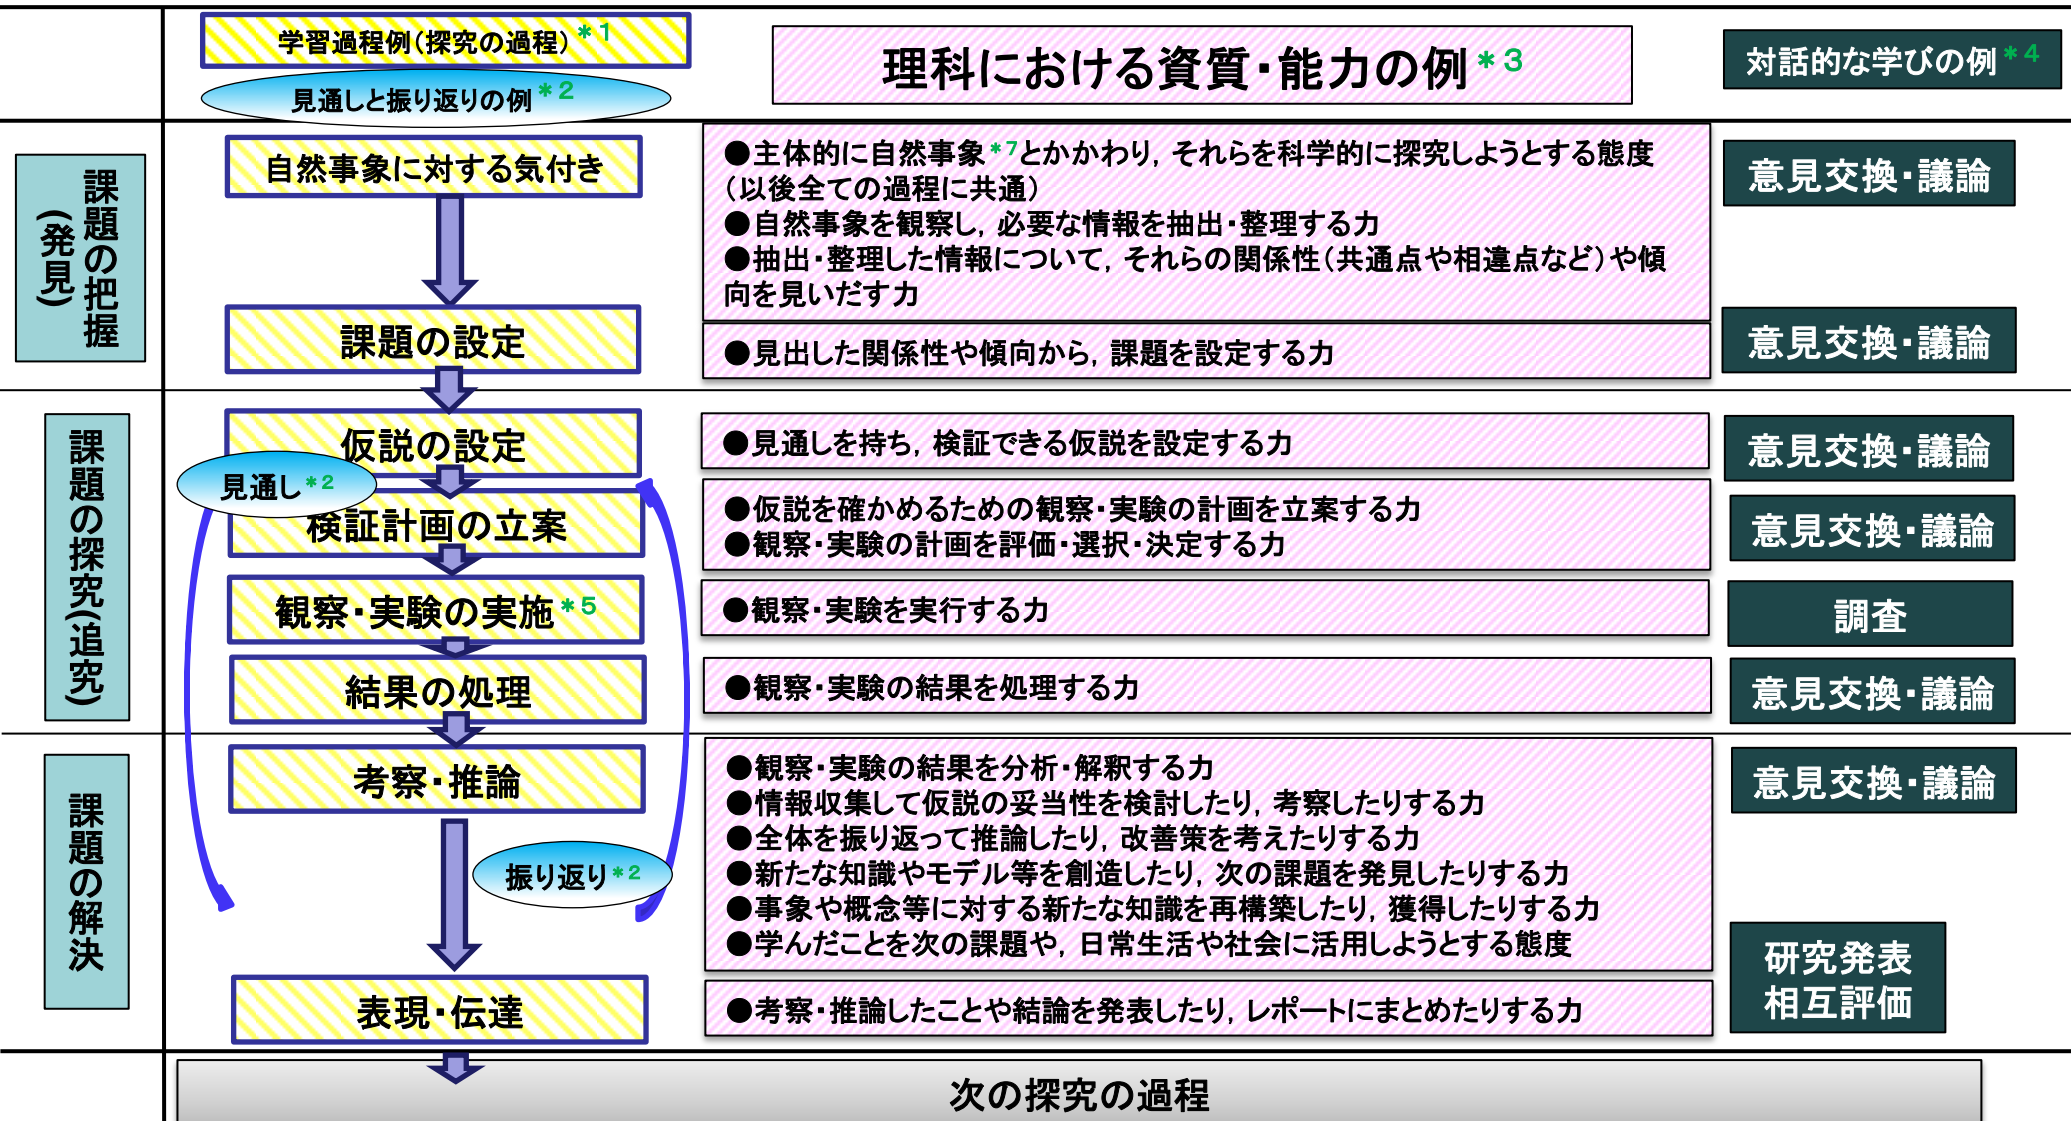 学習過程例(探究の過程)*1
見通しと振り返りの例*2
理科における資質・能力の例*3
対話的な学びの例*4
課題の把握
(発見)
自然事象に対する気付き
●主体的に自然事象*7とかかわり，それらを科学的に探究しようとする態度
(以後全ての過程に共通)
●自然事象を観察し，必要な情報を抽出・整理する力
●抽出・整理した情報について，それらの関係性(共通点や相違点など)や傾
向を見いだす力
意見交換・議論
課題の設定
●見出した関係性や傾向から，課題を設定する力
意見交換・議論
課題の探究(追究)
仮説の設定
●見通しを持ち，検証できる仮説を設定する力
意見交換・議論
見通し*2
検証計画の立案
●仮説を確かめるための観察・実験の計画を立案する力
●観察・実験の計画を評価・選択・決定する力
意見交換・議論
観察・実験の実施*5
●観察・実験を実行する力
調査
結果の処理
●観察・実験の結果を処理する力
意見交換・議論
課題の解決
考察・推論
●観察・実験の結果を分析・解釈する力
●情報収集して仮説の妥当性を検討したり，考察したりする力
●全体を振り返って推論したり，改善策を考えたりする力
●新たな知識やモデル等を創造したり，次の課題を発見したりする力
●事象や概念等に対する新たな知識を再構築したり，獲得したりする力
●学んだことを次の課題や，日常生活や社会に活用しようとする態度
意見交換・議論
振り返り*2
表現・伝達
●考察・推論したことや結論を発表したり，レポートにまとめたりする力
研究発表
相互評価
次の探究の過程